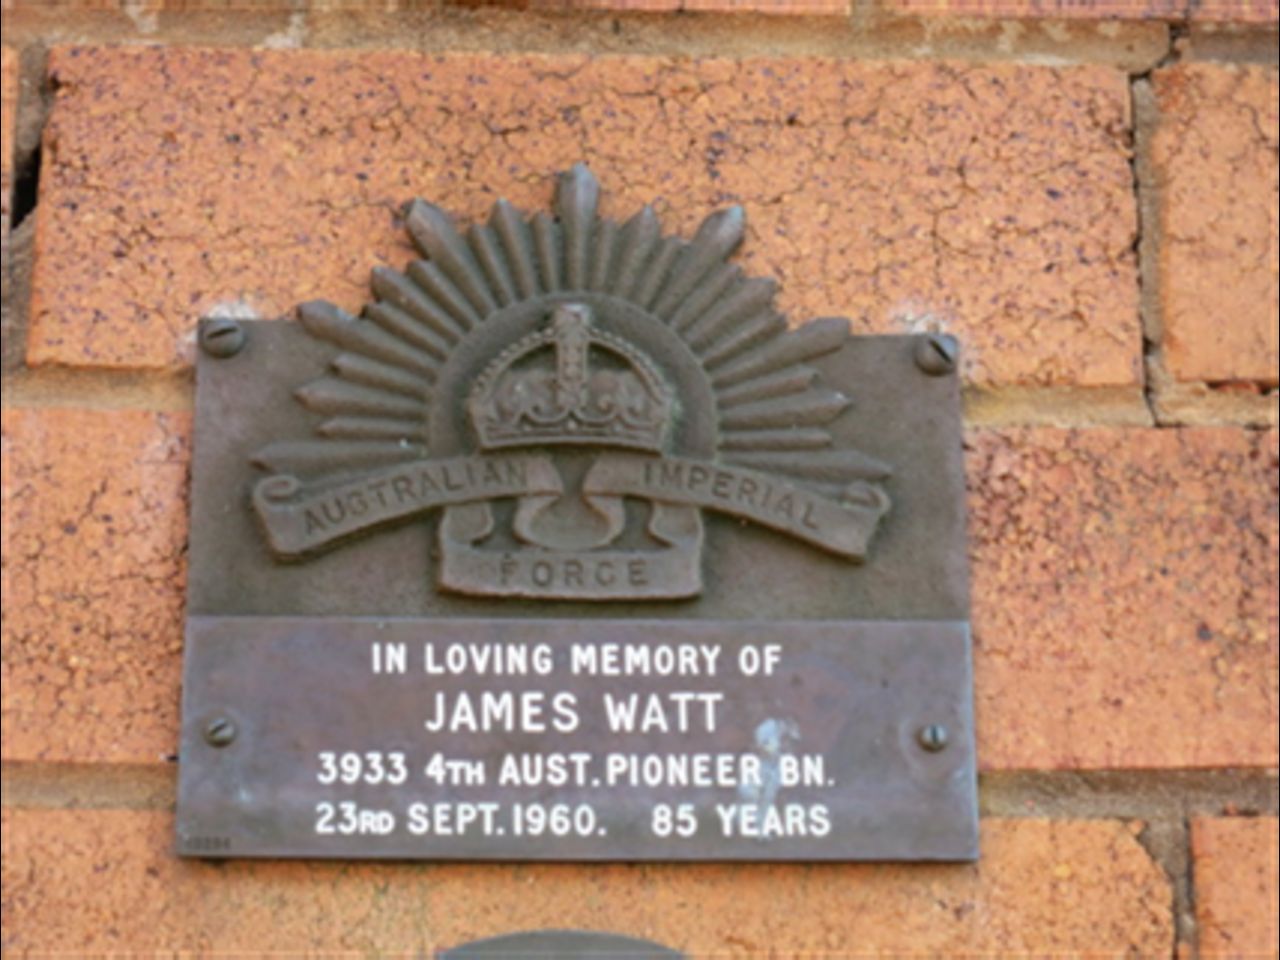 AUSTRALIAN IMPERIAL
FORCE
IN LOVING MEMORY OF
JAMES WATT
3933 4TH AUST. PIONEER BN.
23RD SEPT. 1960. 85 YEARS